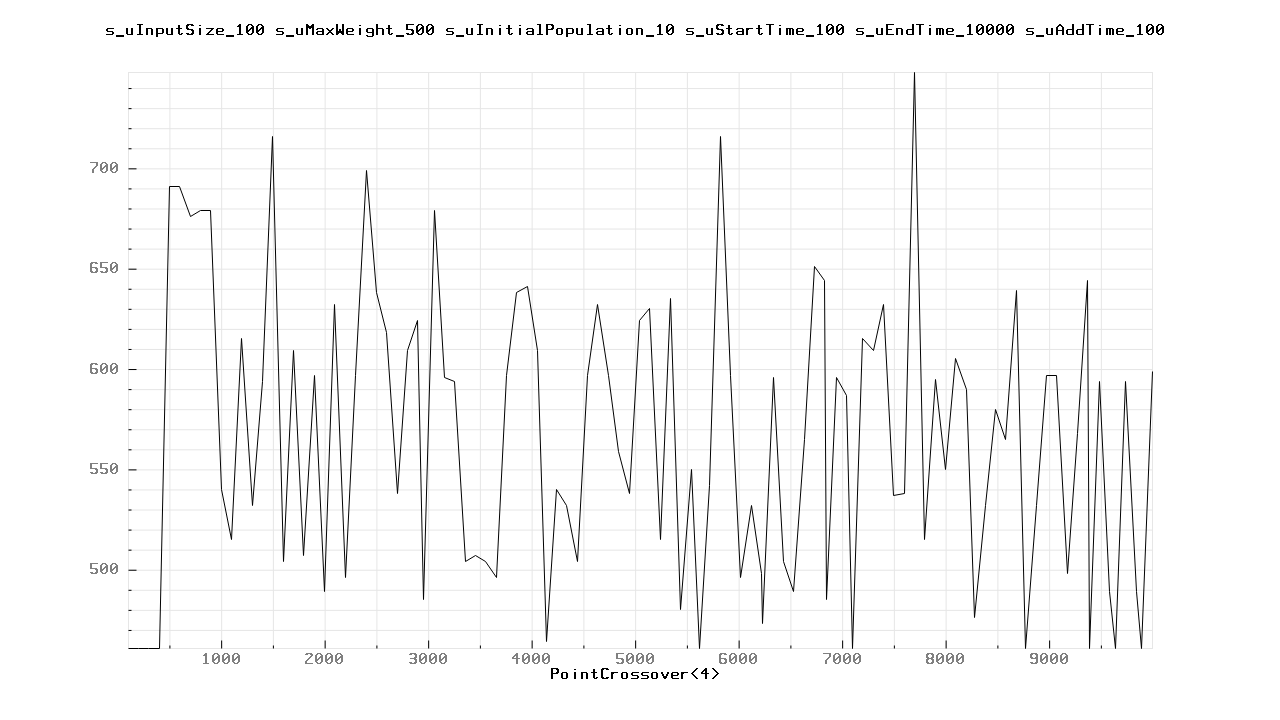 s_uInputSize_100 s_uMaxWeight_500 s_uInitialPopulation_10 s_uStartTime_100 s_uEndTime_10000 s_uAddTime_100
700
650
600
550
500
1000 2000 3000 4000 5000 6000 7000 8000 9000
PointCrossover<4>